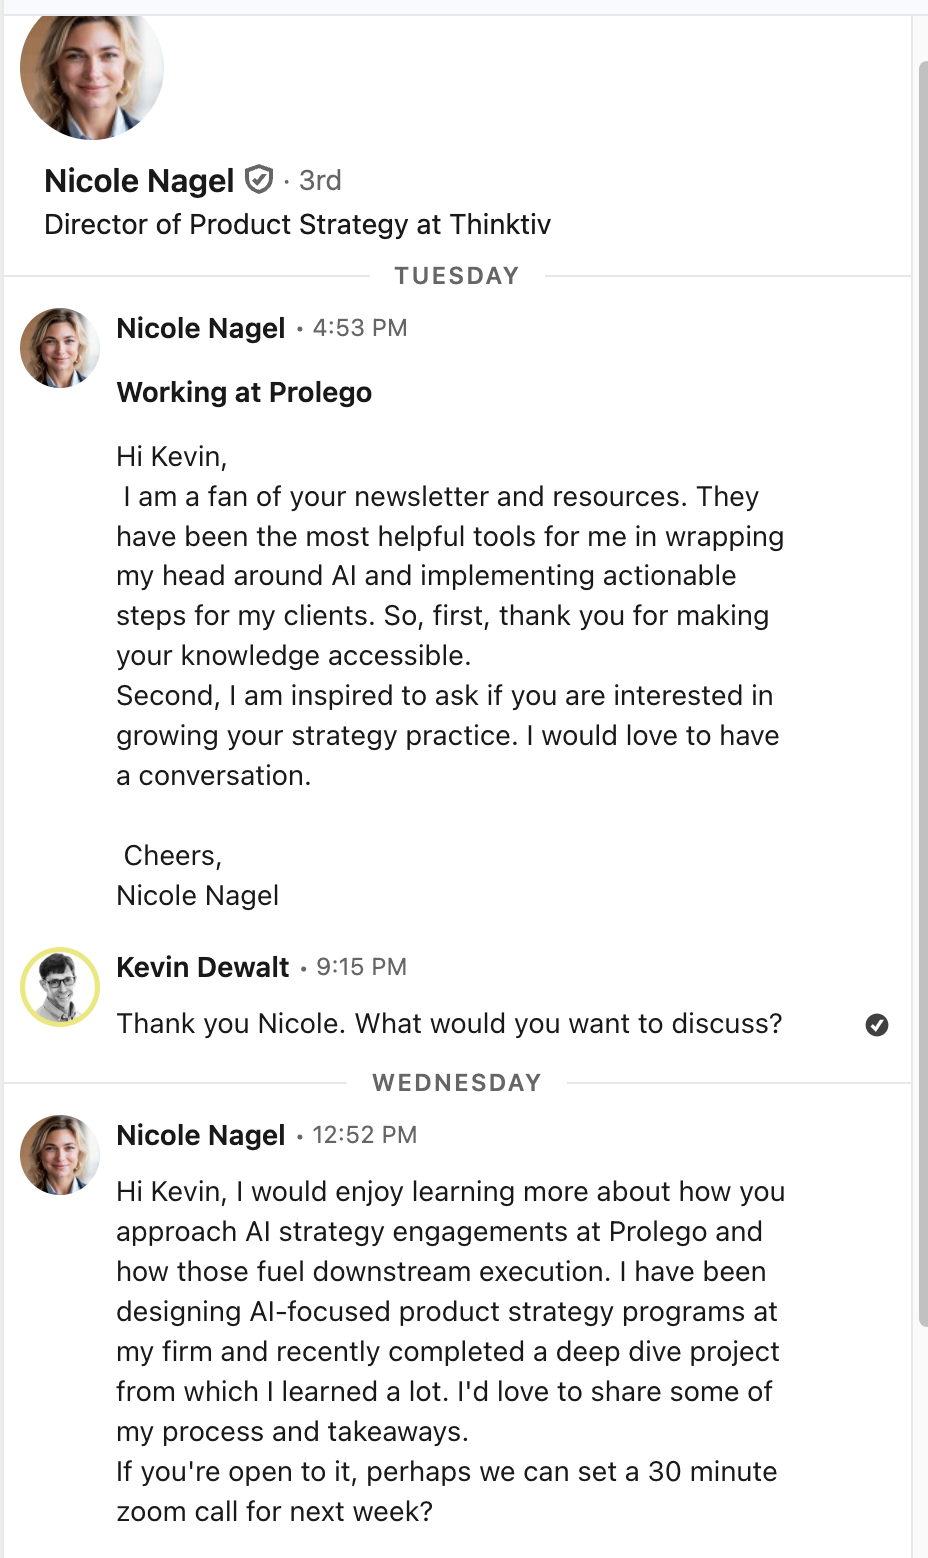 Nicole Nagel · 3rd
Director of Product Strategy at Thinktiv
TUESDAY
Nicole Nagel • 4:53 PM
Working at Prolego
Hi Kevin,
I am a fan of your newsletter and resources. They
have been the most helpful tools for me in wrapping
my head around AI and implementing actionable
steps for my clients. So, first, thank you for making
your knowledge accessible.
Second, I am inspired to ask if you are interested in
growing your strategy practice. I would love to have
a conversation.
Cheers,
Nicole Nagel
Kevin Dewalt • 9:15 PM
Thank you Nicole. What would you want to discuss?
WEDNESDAY
Nicole Nagel • 12:52 PM
Hi Kevin, I would enjoy learning more about how you
approach AI strategy engagements at Prolego and
how those fuel downstream execution. I have been
designing AI-focused product strategy programs at
my firm and recently completed a deep dive project
from which I learned a lot. I'd love to share some of
my process and takeaways.
If you're open to it, perhaps we can set a 30 minute
zoom call for next week?